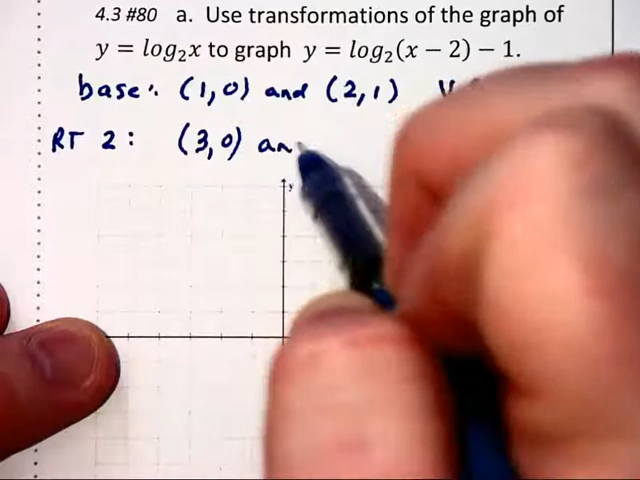 4.3 #80 a. Use transformations of the graph of
y = log₂x to graph y = log₂(x − 2) − 1.
base: (1,0) and (2,1)
RT 2: (3,0) an
y